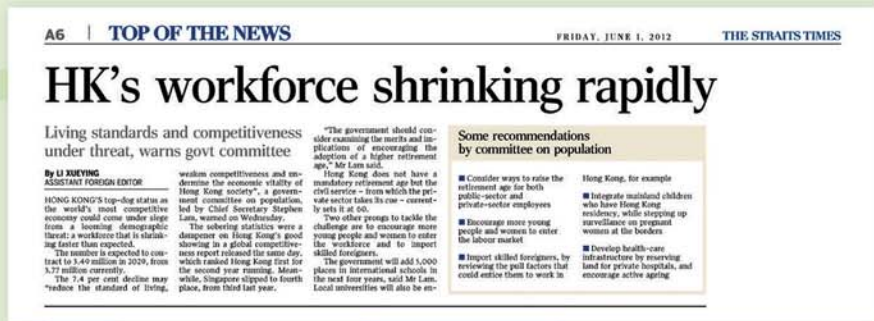 A6 | TOP OF THE NEWS
FRIDAY, JUNE 1, 2012
THE STRAITS TIMES
HK's workforce shrinking rapidly
Living standards and competitiveness
under threat, warns govt committee
By LI XUEYING
ASSISTANT FOREIGN EDITOR
HONG KONG'S top-dog status as
the world's most competitive
economy could come under siege
from a looming demographic
threat: a workforce that is shrink-
ing faster than expected.
The number is expected to con-
tract to 3.49 million in 2029, from
3.77 million currently.
The 7.4 per cent decline may
"reduce the standard of living,
weaken competitiveness and un-
dermine the economic vitality of
Hong Kong society", a govern-
ment committee on population,
led by Chief Secretary Stephen
Lam, warned on Wednesday.
The sobering statistics were a
dampener on Hong Kong's good
showing in a global competitive-
ness report released the same day,
which ranked Hong Kong first for
the second year running. Mean-
while, Singapore slipped to fourth
place, from third last year.
"The government should con-
sider examining the merits and im-
plications of encouraging the
adoption of a higher retirement
age," Mr Lam said.
Hong Kong does not have a
mandatory retirement age but the
civil service – from which the pri-
vate sector takes its cue – current-
ly sets it at 60.
Two other prongs to tackle the
challenge are to encourage more
young people and women to enter
the workforce and to import
skilled foreigners.
The government will add 5,000
places in international schools in
the next four years, said Mr Lam.
Local universities will also be en-
Some recommendations
by committee on population
■ Consider ways to raise the
retirement age for both
public-sector and
private-sector employees
■ Encourage more young
people and women to enter
the labour market
■ Import skilled foreigners, by
reviewing the pull factors that
could entice them to work in
Hong Kong, for example
■ Integrate mainland children
who have Hong Kong
residency, while stepping up
surveillance on pregnant
women at the borders
■ Develop health-care
infrastructure by reserving
land for private hospitals, and
encourage active ageing